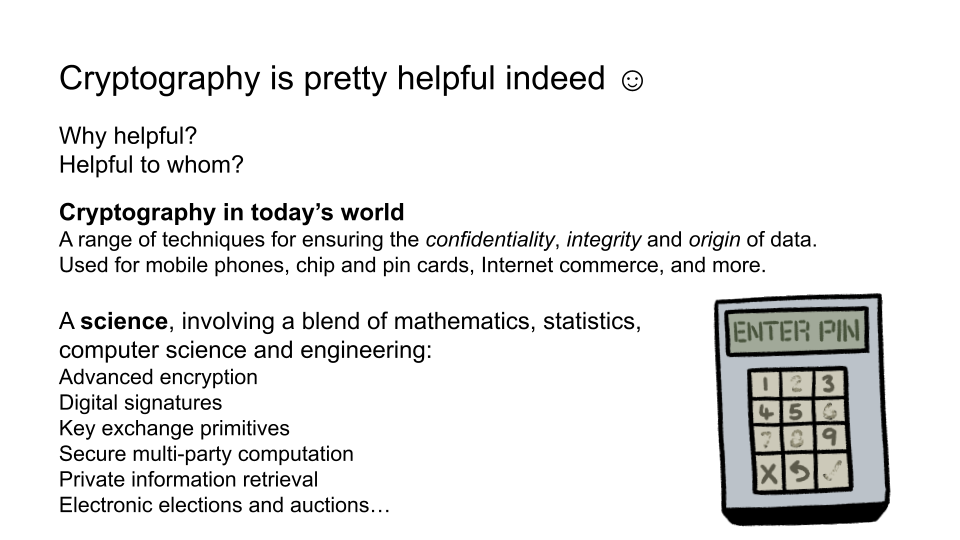 Cryptography is pretty helpful indeed ☺
Why helpful?
Helpful to whom?
Cryptography in today’s world
A range of techniques for ensuring the confidentiality, integrity and origin of data.
Used for mobile phones, chip and pin cards, Internet commerce, and more.
A science, involving a blend of mathematics, statistics,
computer science and engineering:
Advanced encryption
Digital signatures
Key exchange primitives
Secure multi-party computation
Private information retrieval
Electronic elections and auctions…
ENTER PIN
1 2 3
4 5 6
7 8 9
X